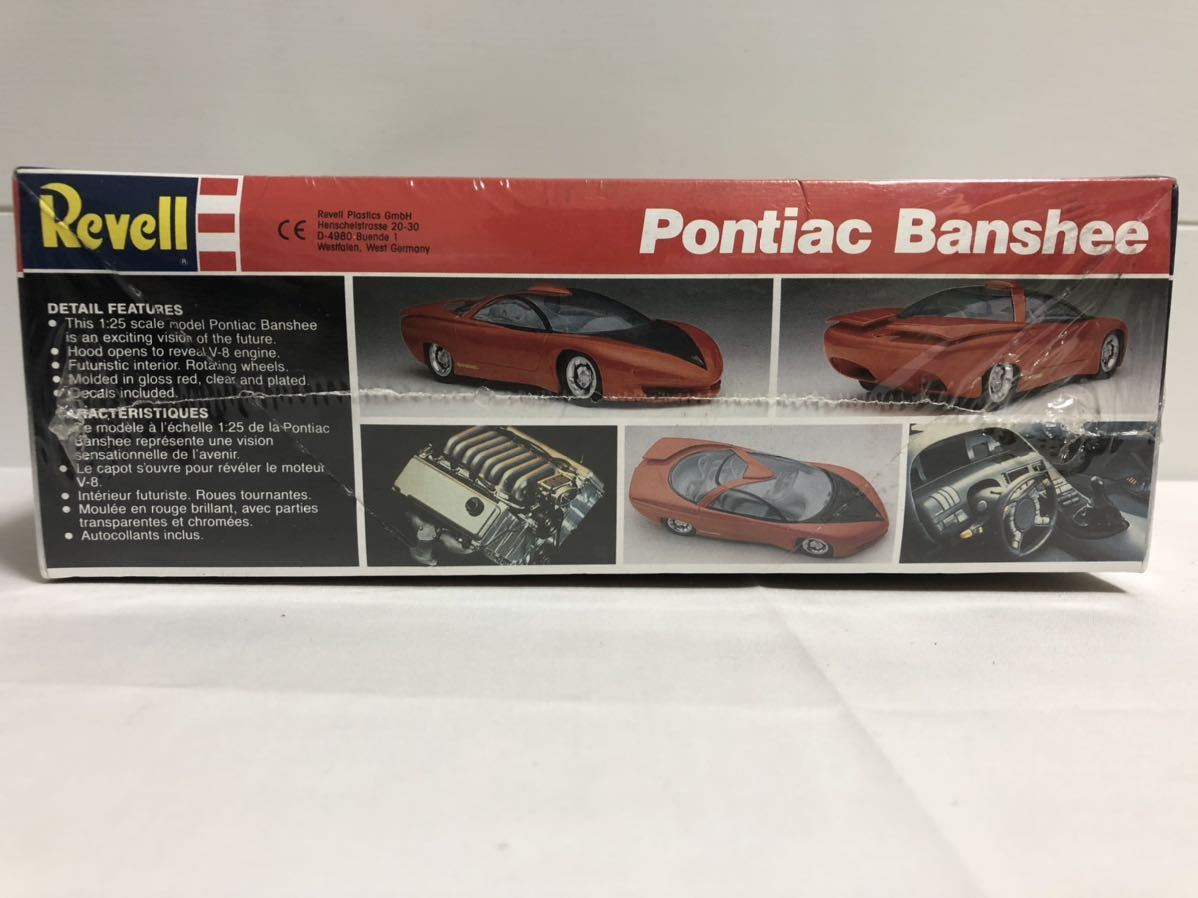 Revell
®
CE
Revell Plastics GmbH
Henschelstrasse 20-30
D-4980 Buende 1
Westfalen, West Germany
Pontiac Banshee
DETAIL FEATURES
● This 1:25 scale model Pontiac Banshee
is an exciting vision of the future.
● Hood opens to reveal V-8 engine.
● Futuristic interior. Rotating wheels.
● Molded in gloss red, clear and plated.
● Decals included.
CARACTÉRISTIQUES
● Ce modèle à l'échelle 1:25 de la Pontiac
Banshee représente une vision
sensationnelle de l'avenir.
● Le capot s'ouvre pour révéler le moteur
V-8.
● Intérieur futuriste. Roues tournantes.
● Moulée en rouge brillant, avec parties
transparentes et chromées.
● Autocollants inclus.